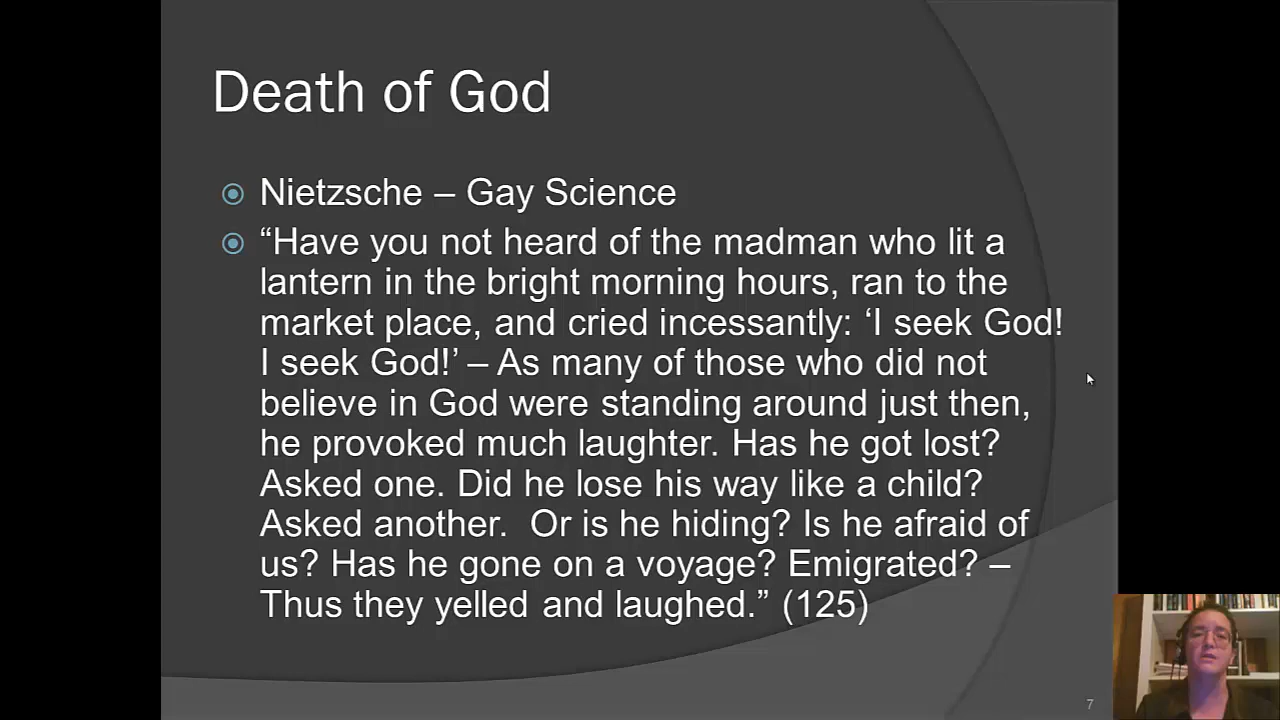 Death of God
Nietzsche – Gay Science
“Have you not heard of the madman who lit a
lantern in the bright morning hours, ran to the
market place, and cried incessantly: ‘I seek God!
I seek God!’ – As many of those who did not
believe in God were standing around just then,
he provoked much laughter. Has he got lost?
Asked one. Did he lose his way like a child?
Asked another.  Or is he hiding? Is he afraid of
us? Has he gone on a voyage? Emigrated? –
Thus they yelled and laughed.” (125)
7